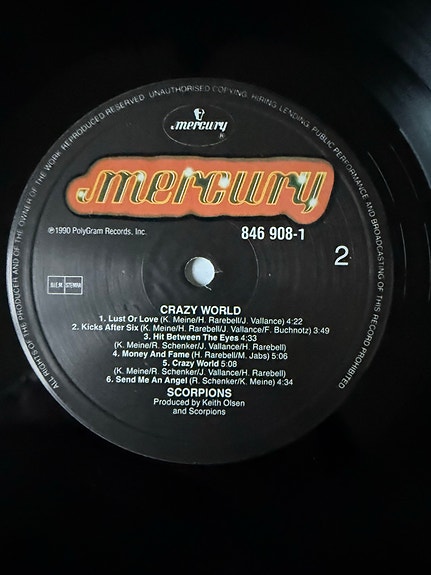 ALL RIGHTS OF THE PRODUCER AND OF THE OWNER OF THE WORK REPRODUCED RESERVED. UNAUTHORISED COPYING, HIRING, LENDING, PUBLIC PERFORMANCE AND BROADCASTING OF THIS RECORD PROHIBITED
mercury
mercury
℗1990 PolyGram Records, Inc.
846 908-1
2
B.I.E.M. STEMRA
CRAZY WORLD
1. Lust Or Love (K. Meine/H. Rarebell/J. Vallance) 4:22
2. Kicks After Six (K. Meine/H. Rarebell/J. Vallance/F. Buchnotz) 3:49
3. Hit Between The Eyes 4:33
(K. Meine/R. Schenker/J. Vallance/H. Rarebell)
4. Money And Fame (H. Rarebell/M. Jabs) 5:06
5. Crazy World 5:08
(K. Meine/R. Schenker/J. Vallance/H. Rarebell)
6. Send Me An Angel (R. Schenker/K. Meine) 4:34
SCORPIONS
Produced by Keith Olsen
and Scorpions